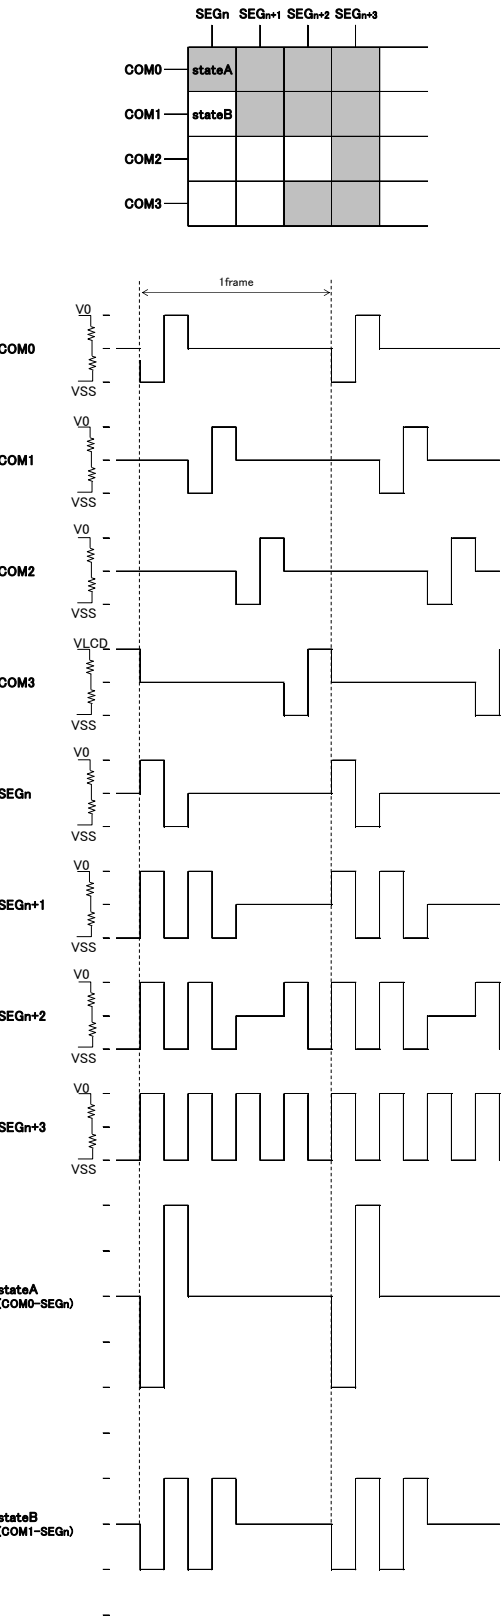 SEGn SEGn+1 SEGn+2 SEGn+3
COM0 stateA
COM1 stateB
COM2
COM3
1frame
V0
COM0
VSS
V0
COM1
VSS
V0
COM2
VSS
VLCD
COM3
VSS
V0
SEGn
VSS
V0
SEGn+1
VSS
V0
SEGn+2
VSS
V0
SEGn+3
VSS
stateA
(COM0-SEGn)
stateB
(COM1-SEGn)